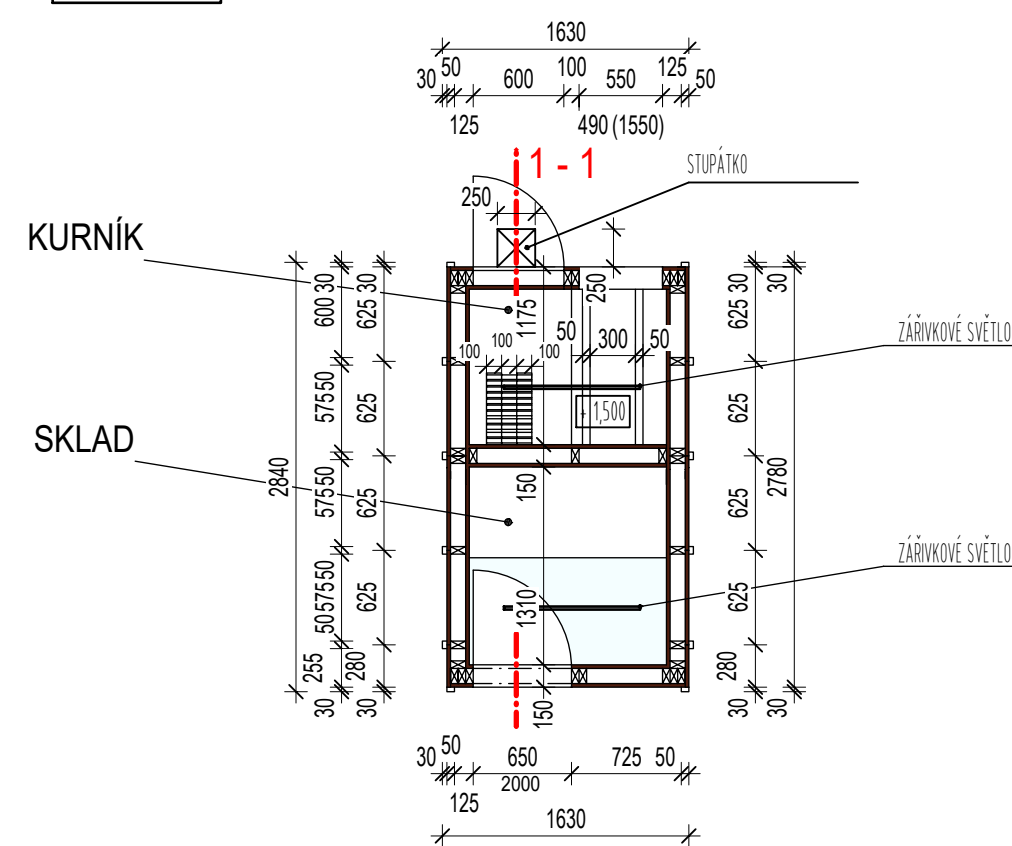 1630
30 50 600 100 550 125 50
125 490 (1550)
1 - 1
STUPÁTKO
250
KURNÍK
250
1175
50 300 50
100 100 100
ZÁŘIVKOVÉ SVĚTLO
+ 1,500
SKLAD
150
ZÁŘIVKOVÉ SVĚTLO
1310
150
2840
30 600 57550 57550 5057550 255 30
30 625 625 625 625 280 30
30 625 625 625 625 280 30
30 2780 30
30 50 650 725 50
2000
125
1630